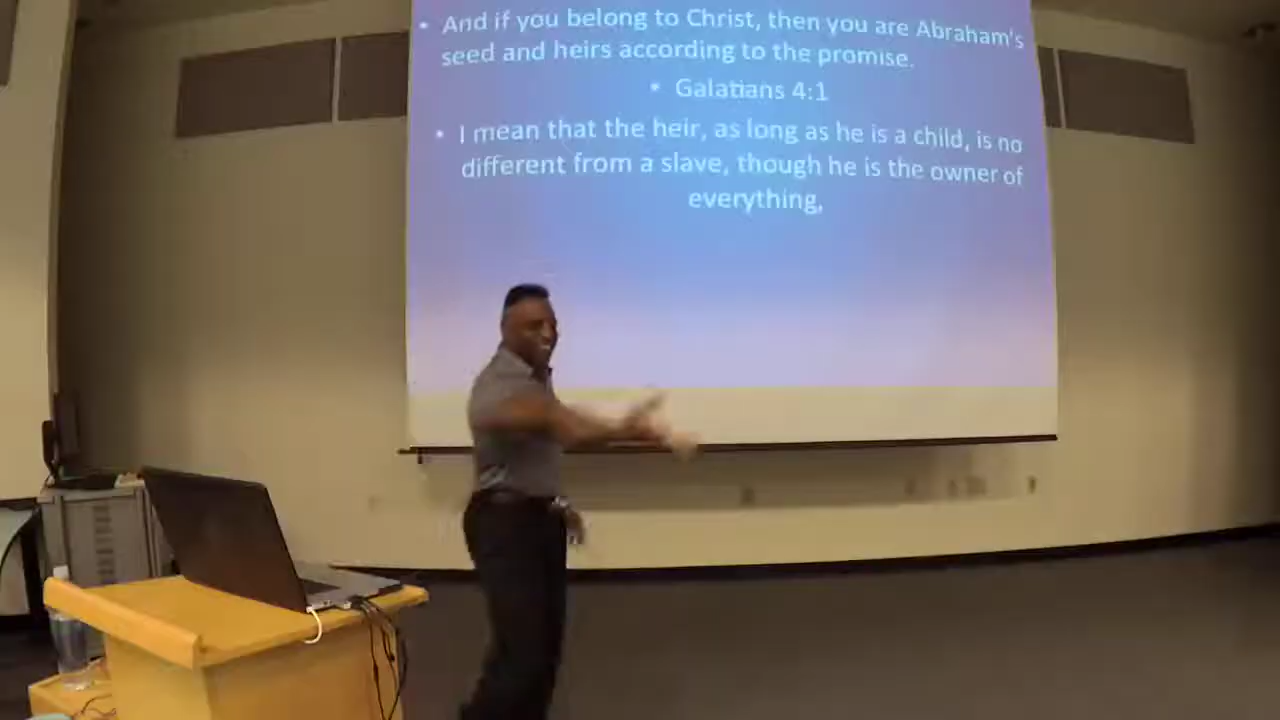 • And if you belong to Christ, then you are Abraham's
seed and heirs according to the promise.
• Galatians 4:1
• I mean that the heir, as long as he is a child, is no
different from a slave, though he is the owner of
everything,